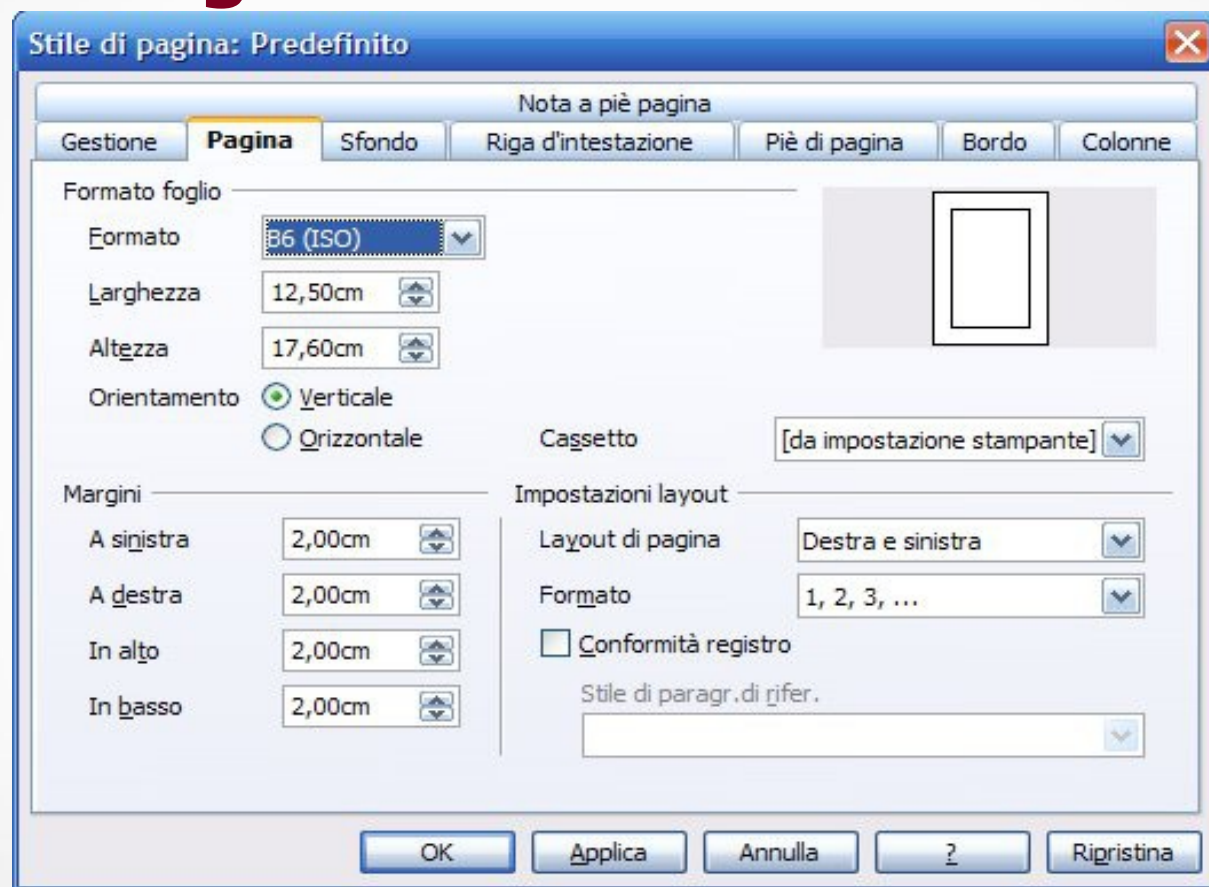 Stile di pagina: Predefinito
Nota a piè pagina
Gestione Pagina Sfondo Riga d'intestazione Piè di pagina Bordo Colonne
Formato foglio
Formato B6 (ISO)
Larghezza 12,50cm
Altezza 17,60cm
Orientamento Verticale
Orizzontale Cassetto [da impostazione stampante]
Margini Impostazioni layout
A sinistra 2,00cm Layout di pagina Destra e sinistra
A destra 2,00cm Formato 1, 2, 3, ...
In alto 2,00cm Conformità registro
Stile di paragr.di rifer.
In basso 2,00cm
OK Applica Annulla ? Ripristina